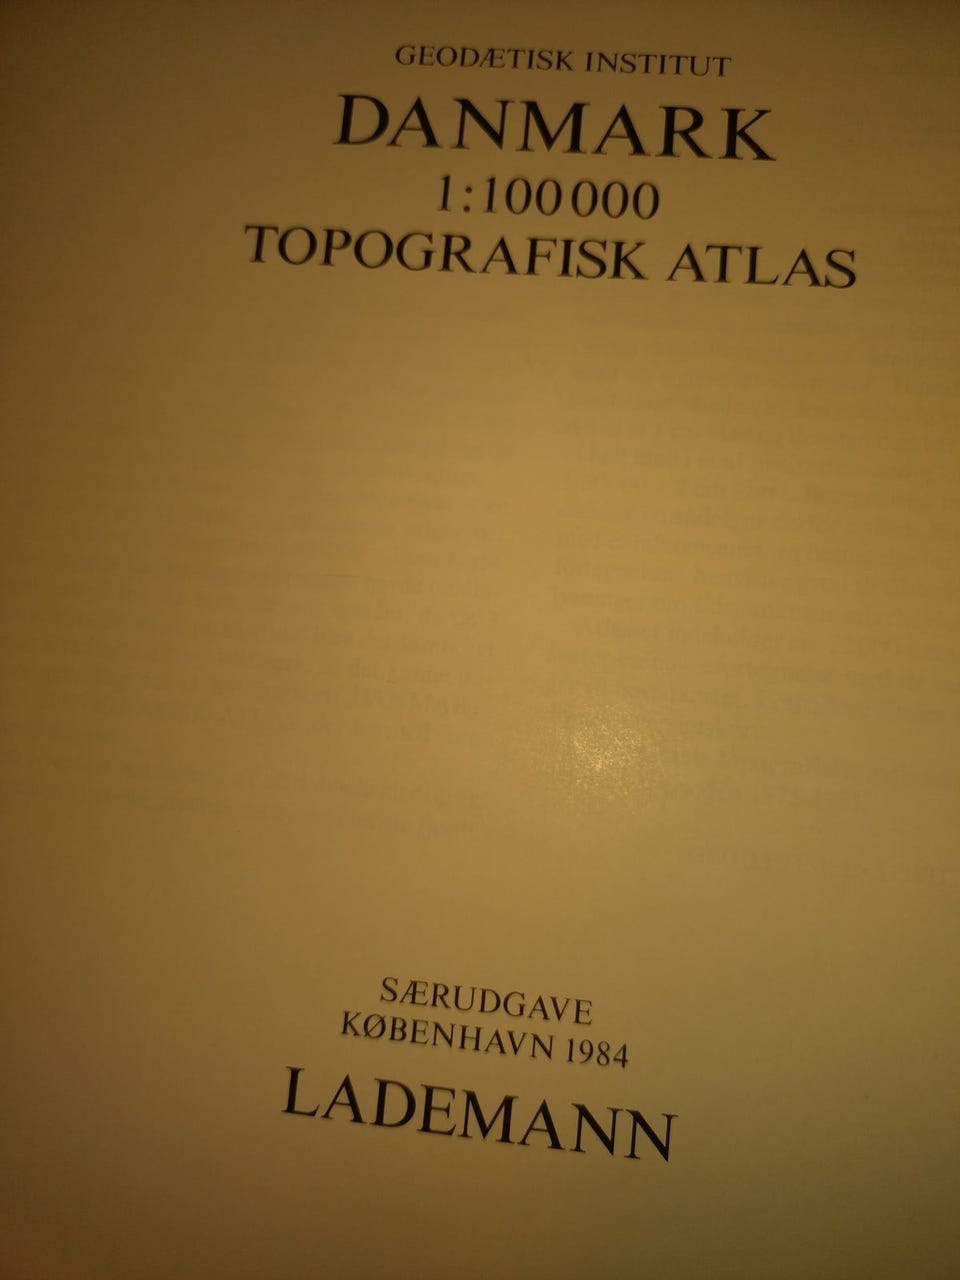 GEODÆTISK INSTITUT
DANMARK
1:100 000
TOPOGRAFISK ATLAS
SÆRUDGAVE
KØBENHAVN 1984
LADEMANN